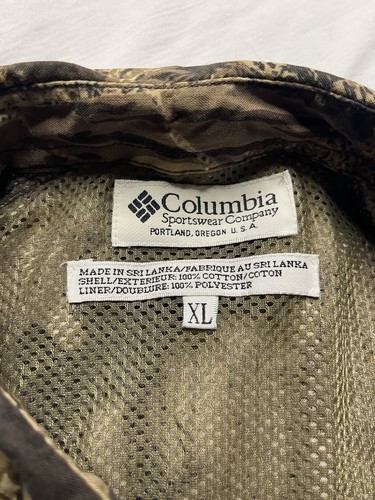 Columbia
Sportswear Company
PORTLAND, OREGON U.S.A.
MADE IN SRI LANKA/FABRIQUE AU SRI LANKA
SHELL/EXTERIEUR: 100% COTTON/COTON
LINER/DOUBLURE: 100% POLYESTER
XL